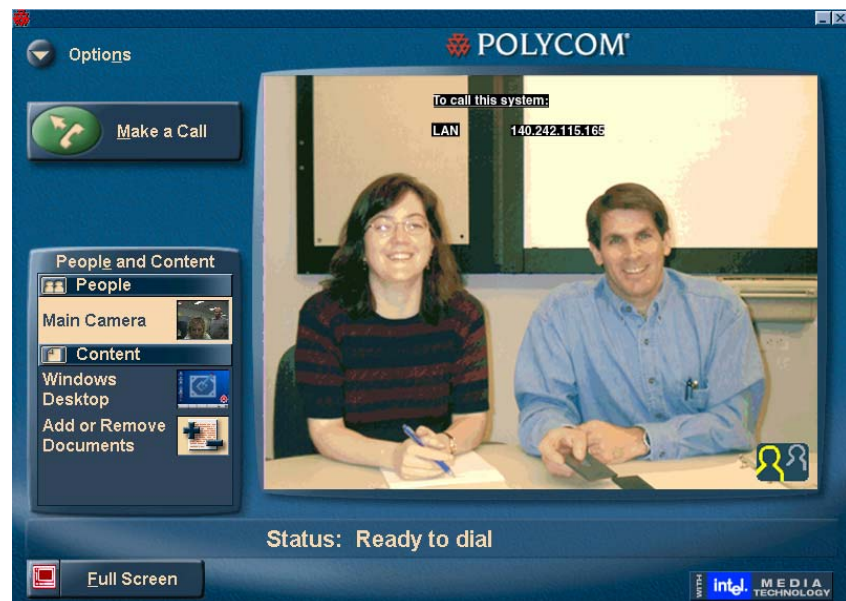 Options
POLYCOM
Make a Call
To call this system:
LAN 140.242.115.165
People and Content
People
Main Camera
Content
Windows
Desktop
Add or Remove
Documents
Status: Ready to dial
Full Screen
WITH intel. MEDIA
TECHNOLOGY